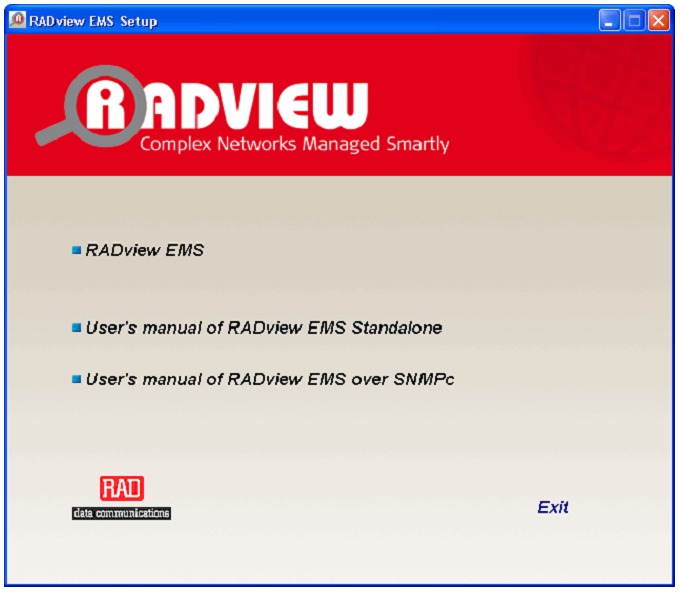 RADview EMS Setup
RADVIEW
Complex Networks Managed Smartly
RADview EMS
User's manual of RADview EMS Standalone
User's manual of RADview EMS over SNMPc
RAD
data communications
Exit